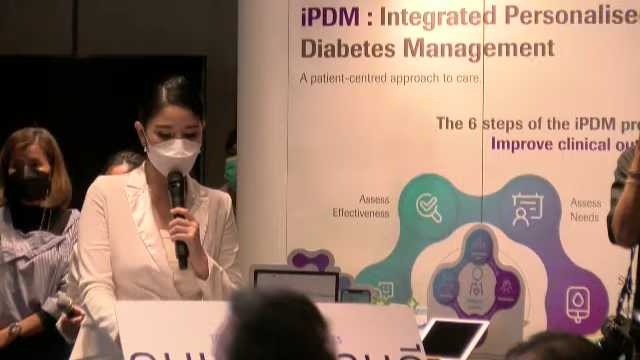 iPDM : Integrated Personalise
Diabetes Management
A patient-centred approach to care.
The 6 steps of the iPDM pr
Improve clinical ou
Assess
Effectiveness
Assess
Needs